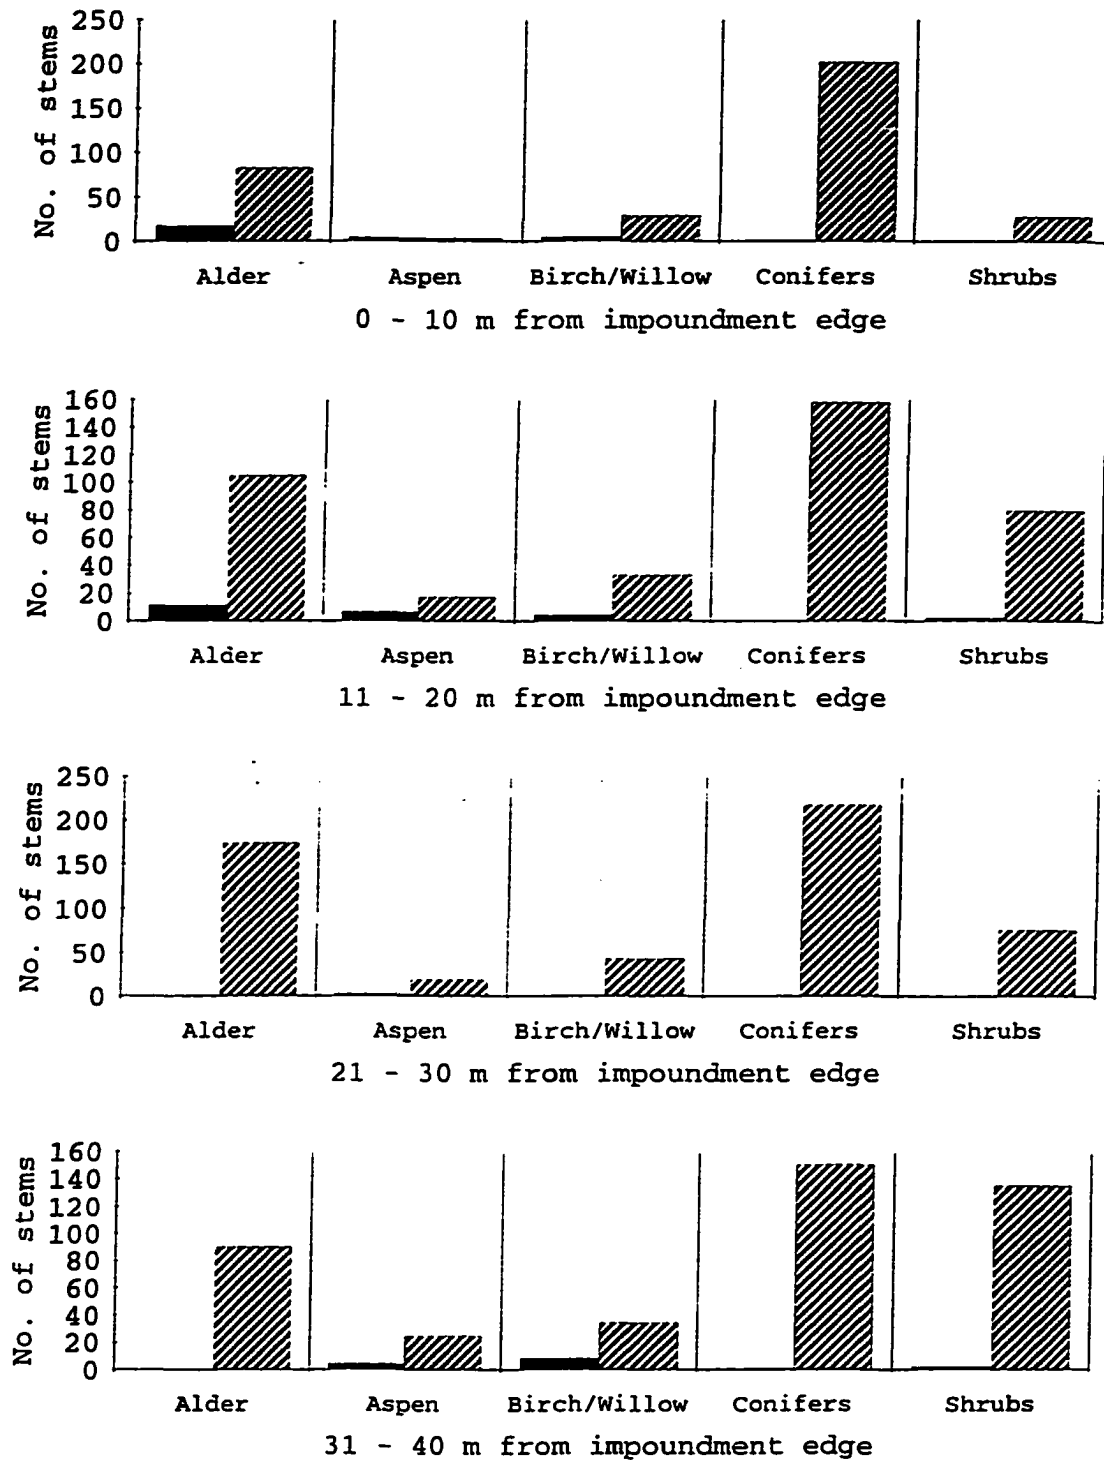 No. of stems
250
200
150
100
50
0
Alder Aspen Birch/Willow Conifers Shrubs
0 - 10 m from impoundment edge
No. of stems
160
140
120
100
80
60
40
20
0
Alder Aspen Birch/Willow Conifers Shrubs
11 - 20 m from impoundment edge
No. of stems
250
200
150
100
50
0
Alder Aspen Birch/Willow Conifers Shrubs
21 - 30 m from impoundment edge
No. of stems
160
140
120
100
80
60
40
20
0
Alder Aspen Birch/Willow Conifers Shrubs
31 - 40 m from impoundment edge